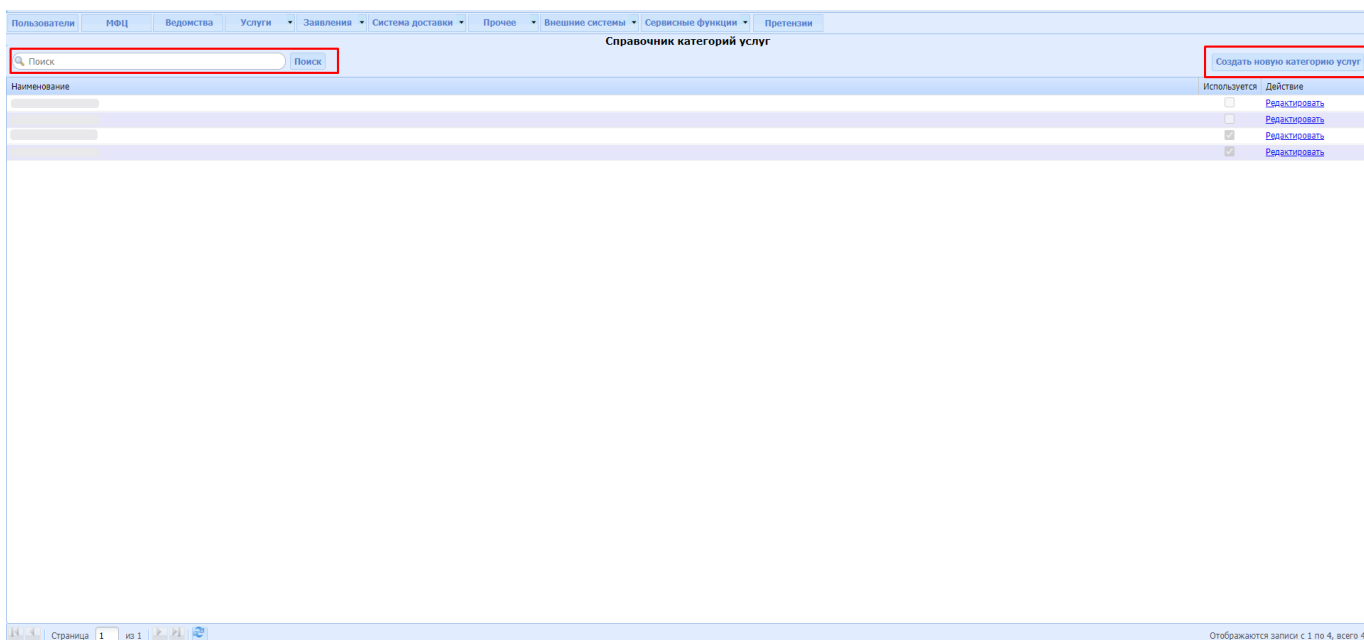 Пользователи МФЦ Ведомства Услуги Заявления Система доставки Прочее Внешние системы Сервисные функции Претензии
Справочник категорий услуг
Поиск Поиск Создать новую категорию услуг
Наименование Используется Действие
Редактировать
Редактировать
Редактировать
Редактировать
Страница 1 из 1 Отображаются записи с 1 по 4, всего 4